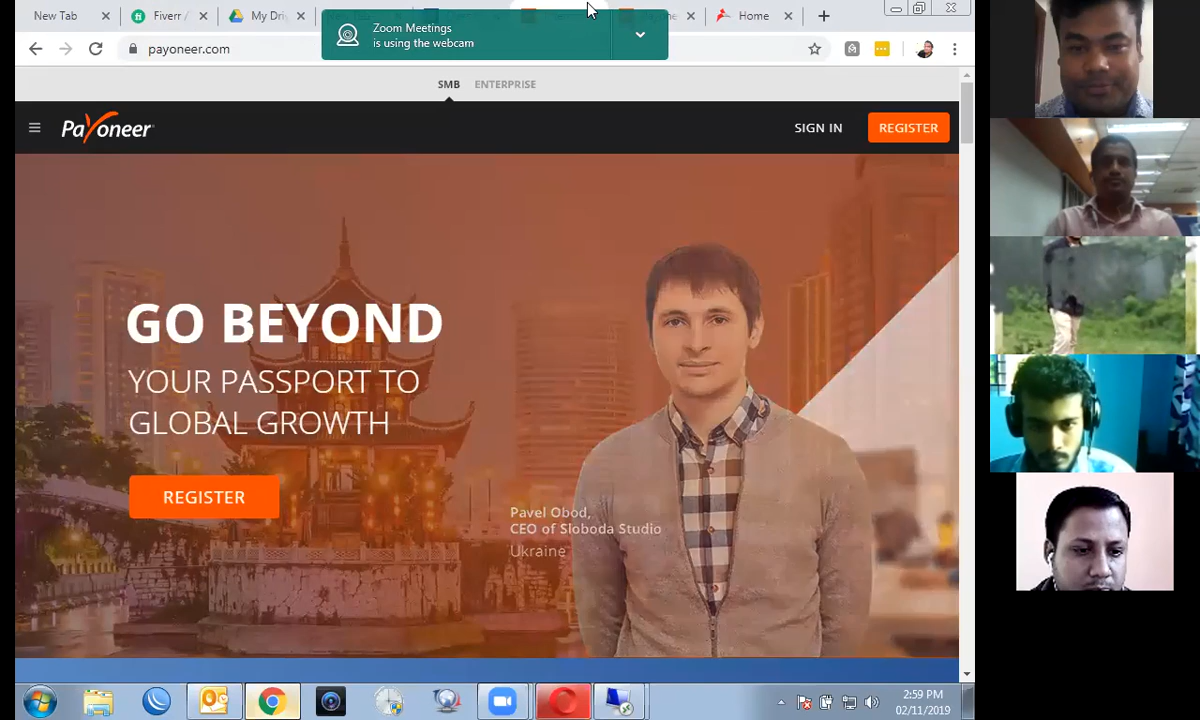 New Tab
Fiverr /
My Dri
Home
Zoom Meetings
is using the webcam
payoneer.com
SMB
ENTERPRISE
Payoneer
SIGN IN
REGISTER
GO BEYOND
YOUR PASSPORT TO
GLOBAL GROWTH
REGISTER
Pavel Obod,
CEO of Sloboda Studio
Ukraine
2:59 PM
02/11/2019